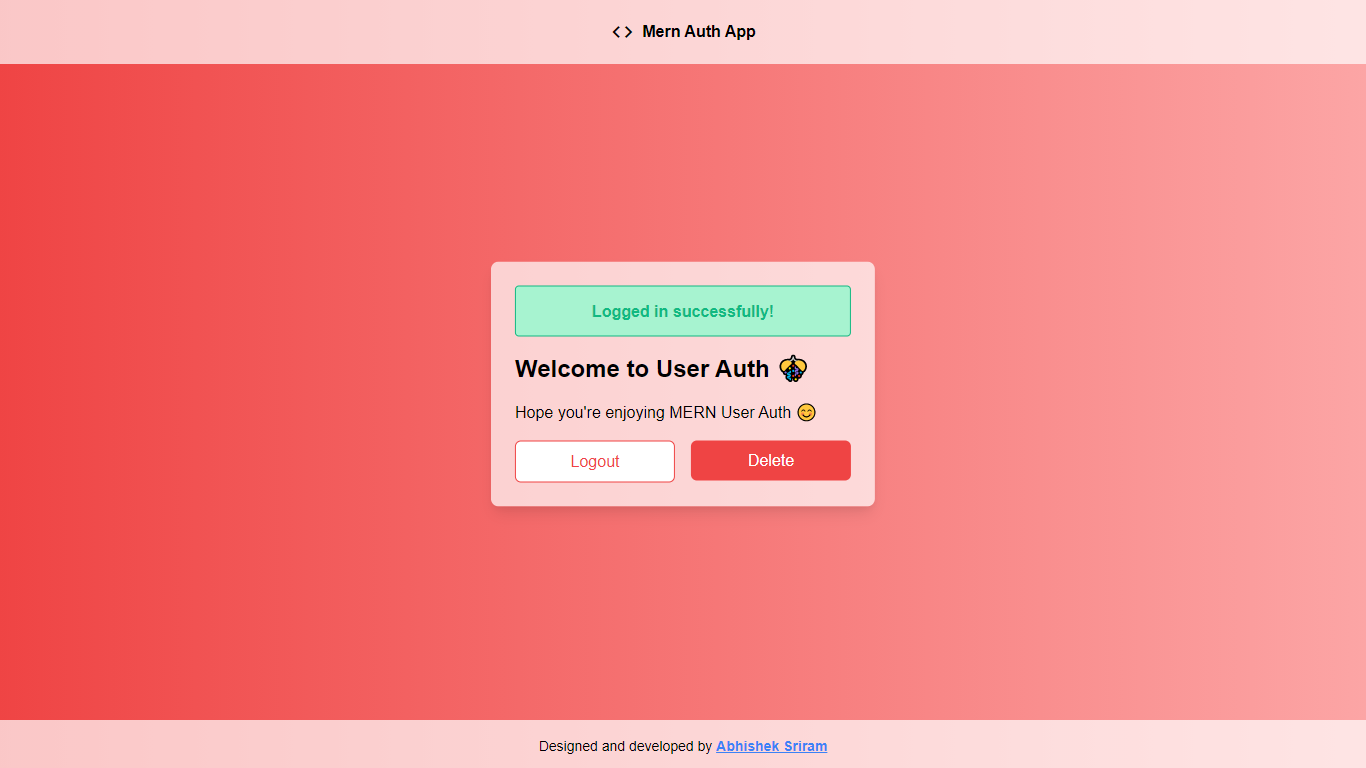 Mern Auth App
Logged in successfully!
Welcome to User Auth
Hope you're enjoying MERN User Auth 😊
Logout
Delete
Designed and developed by Abhishek Sriram